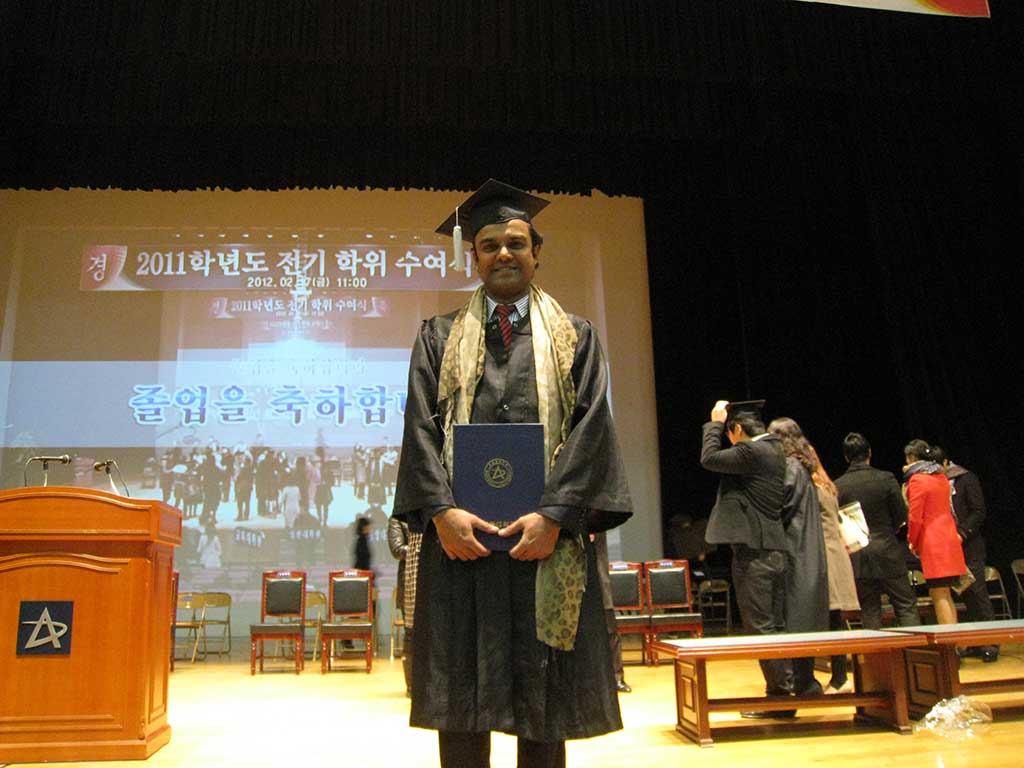 경 2011학년도 전기 학위 수여식
2012. 02. 17(금) 11:00
2011학년도 전기 학위 수여식
졸업을 축하합